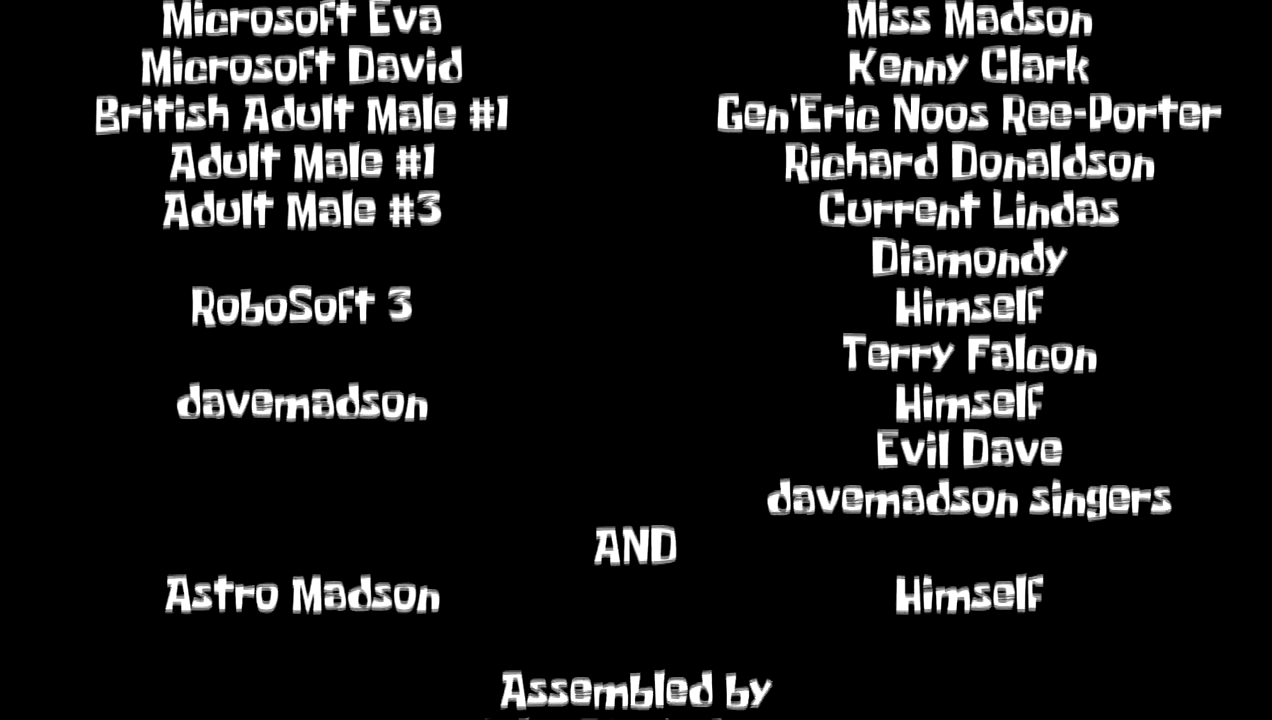 Microsoft Eva Miss Madson
Microsoft David Kenny Clark
British Adult Male #1 Gen'Eric Noos Ree-Porter
Adult Male #1 Richard Donaldson
Adult Male #3 Current Lindas
Diamondy
RoboSoft 3 Himself
Terry Falcon
davemadson Himself
Evil Dave
davemadson singers
AND
Astro Madson Himself
Assembled by